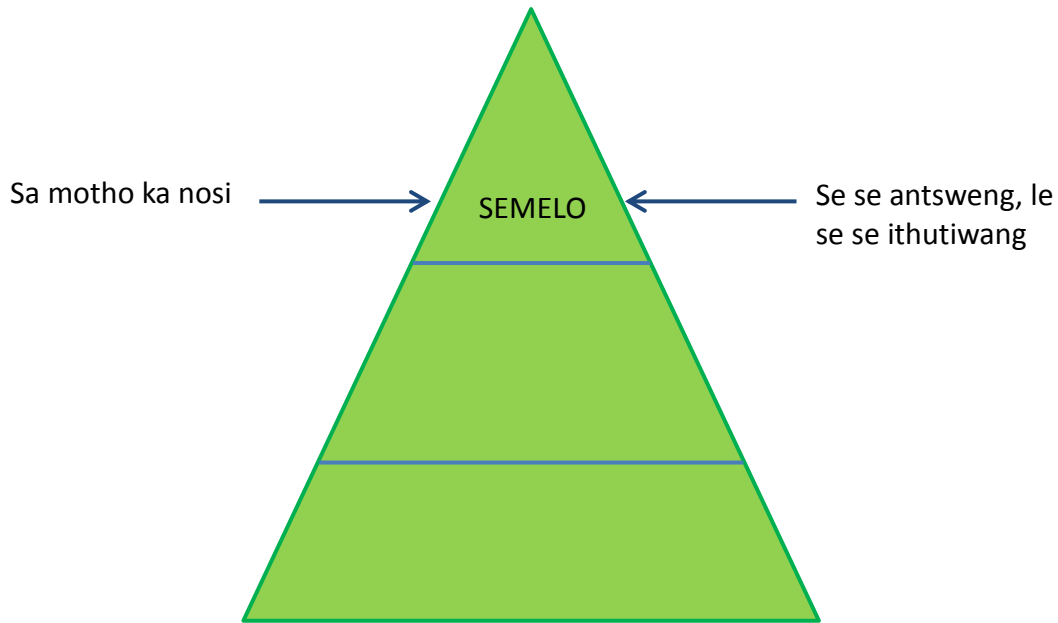 Sa motho ka nosi
SEMELO
Se se antsweng, le
se se ithutiwang